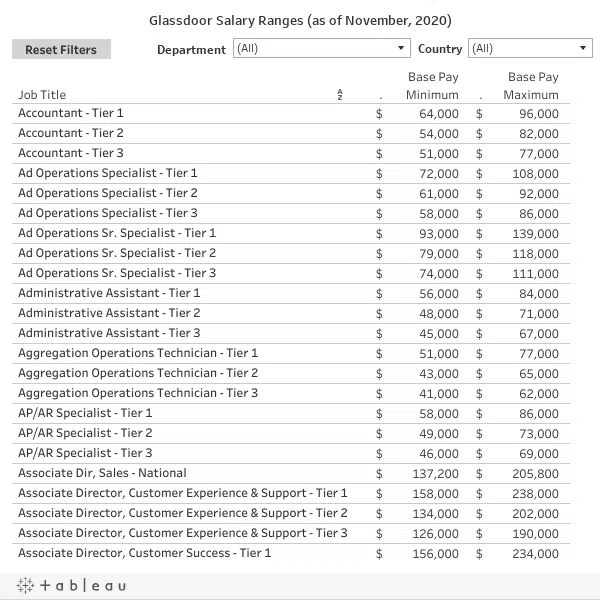 Glassdoor Salary Ranges (as of November, 2020)
Reset Filters Department (All) Country (All)
Base Pay Base Pay
Job Title A Z . Minimum . Maximum
Accountant - Tier 1 $ 64,000 $ 96,000
Accountant - Tier 2 $ 54,000 $ 82,000
Accountant - Tier 3 $ 51,000 $ 77,000
Ad Operations Specialist - Tier 1 $ 72,000 $ 108,000
Ad Operations Specialist - Tier 2 $ 61,000 $ 92,000
Ad Operations Specialist - Tier 3 $ 58,000 $ 86,000
Ad Operations Sr. Specialist - Tier 1 $ 93,000 $ 139,000
Ad Operations Sr. Specialist - Tier 2 $ 79,000 $ 118,000
Ad Operations Sr. Specialist - Tier 3 $ 74,000 $ 111,000
Administrative Assistant - Tier 1 $ 56,000 $ 84,000
Administrative Assistant - Tier 2 $ 48,000 $ 71,000
Administrative Assistant - Tier 3 $ 45,000 $ 67,000
Aggregation Operations Technician - Tier 1 $ 51,000 $ 77,000
Aggregation Operations Technician - Tier 2 $ 43,000 $ 65,000
Aggregation Operations Technician - Tier 3 $ 41,000 $ 62,000
AP/AR Specialist - Tier 1 $ 58,000 $ 86,000
AP/AR Specialist - Tier 2 $ 49,000 $ 73,000
AP/AR Specialist - Tier 3 $ 46,000 $ 69,000
Associate Dir, Sales - National $ 137,200 $ 205,800
Associate Director, Customer Experience & Support - Tier 1 $ 158,000 $ 238,000
Associate Director, Customer Experience & Support - Tier 2 $ 134,000 $ 202,000
Associate Director, Customer Experience & Support - Tier 3 $ 126,000 $ 190,000
Associate Director, Customer Success - Tier 1 $ 156,000 $ 234,000
+ableau